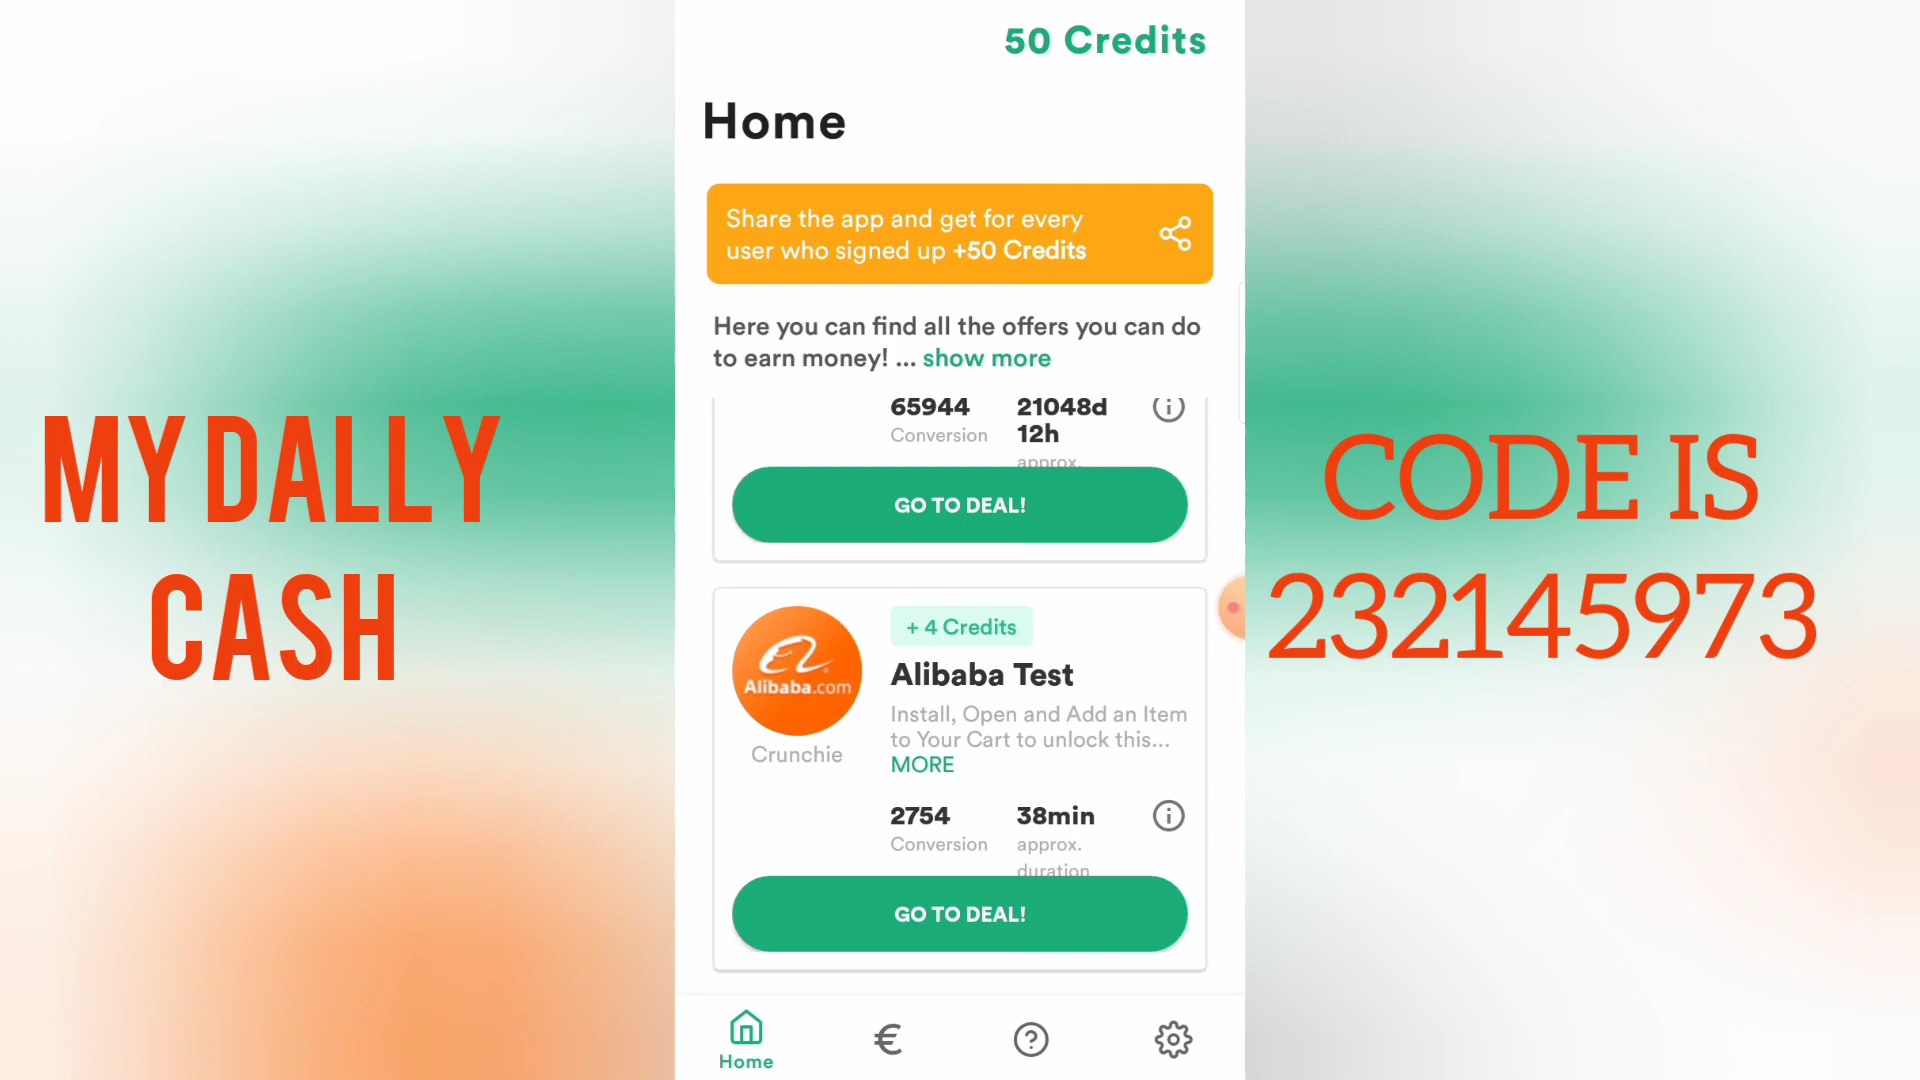 MY DALLY
CASH
50 Credits
Home
Share the app and get for every
user who signed up +50 Credits
Here you can find all the offers you can do
to earn money! ... show more
65944
Conversion
21048d
12h
approx.
GO TO DEAL!
Alibaba.com
Crunchie
+ 4 Credits
Alibaba Test
Install, Open and Add an Item
to Your Cart to unlock this...
MORE
2754
Conversion
38min
approx.
duration
GO TO DEAL!
Home
CODE IS
232145973